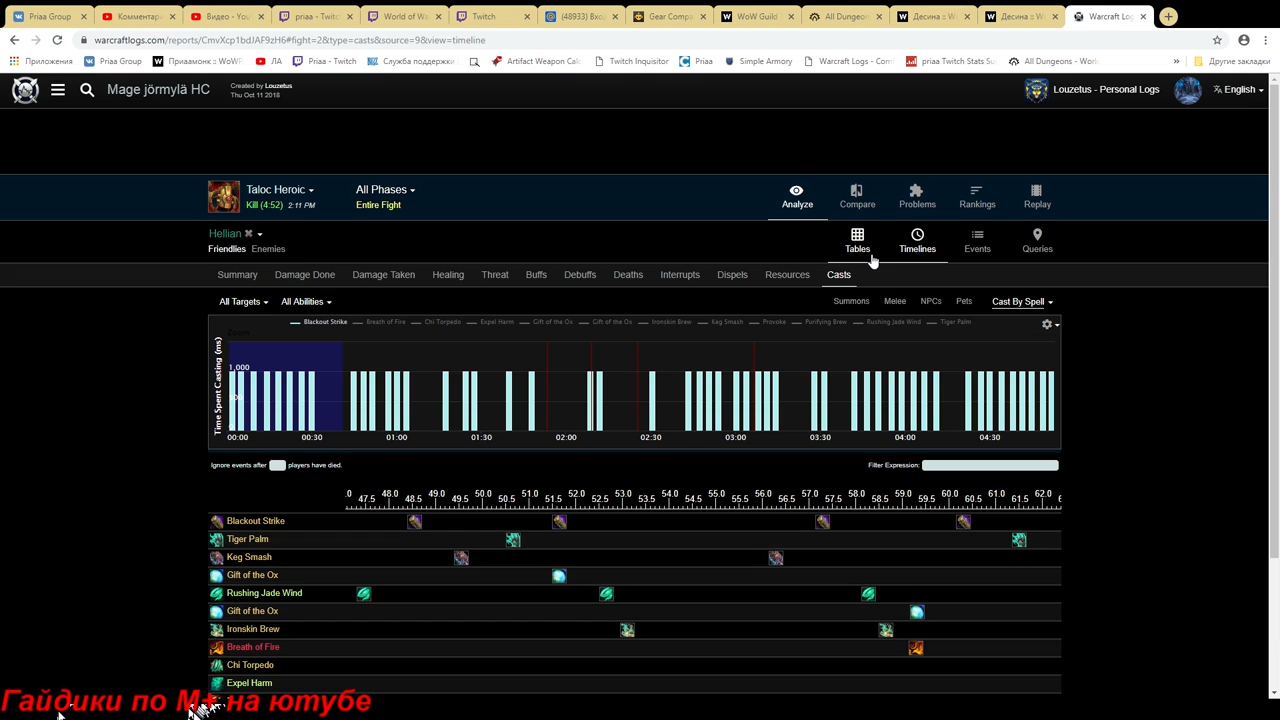 Priaa Group
Комментари
Видео - You
priaa - Twitch
World of Wa
Twitch
(48933) Вход
Gear Compa
WoW Guild
All Dungeon
Десина » W
Десина » W
Warcraft Log
warcraftlogs.com/reports/CmvXcp1bdJAF9zH6#fight=2&type=casts&source=9&view=timeline
Приложения
Priaa Group
Прииамонк » WoWP
ЛА
Priaa - Twitch
Служба поддержки
Artifact Weapon Calc
Twitch Inquisitor
Priaa
Simple Armory
Warcraft Logs - Com
priaa Twitch Stats Su
All Dungeons - Worl
»
Другие закладки
Mage jörmylä HC
Created by Louzetus
Thu Oct 11 2018
Louzetus - Personal Logs
English
Taloc Heroic
Kill (4:52) 2:11 PM
All Phases
Entire Fight
Analyze
Compare
Problems
Rankings
Replay
Hellian
Friendlies Enemies
Tables
Timelines
Events
Queries
Summary
Damage Done
Damage Taken
Healing
Threat
Buffs
Debuffs
Deaths
Interrupts
Dispels
Resources
Casts
All Targets
All Abilities
Summons
Melee
NPCs
Pets
Cast By Spell
Blackout Strike
Breath of Fire
Chi Torpedo
Expel Harm
Gift of the Ox
Gift of the Ox
Ironskin Brew
Keg Smash
Provoke
Purifying Brew
Rushing Jade Wind
Tiger Palm
Zoom
Time Spent Casting (ms)
1,000
00:00
00:30
01:00
01:30
02:00
02:30
03:00
03:30
04:00
04:30
Ignore events after players have died.
Filter Expression:
.0 47.5 48.0 48.5 49.0 49.5 50.0 50.5 51.0 51.5 52.0 52.5 53.0 53.5 54.0 54.5 55.0 55.5 56.0 56.5 57.0 57.5 58.0 58.5 59.0 59.5 60.0 60.5 61.0 61.5 62.0 6
Blackout Strike
Tiger Palm
Keg Smash
Gift of the Ox
Rushing Jade Wind
Gift of the Ox
Ironskin Brew
Breath of Fire
Chi Torpedo
Expel Harm
Гайдики по М+ на ютубе